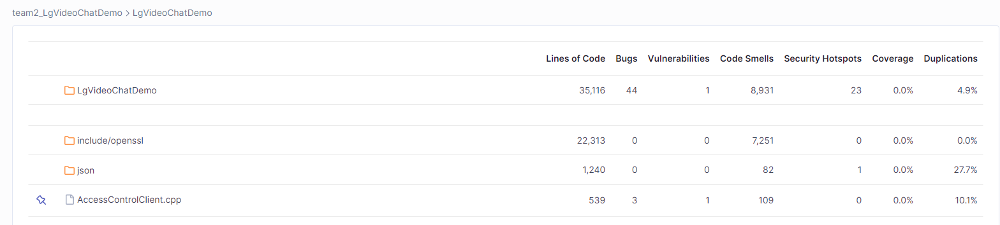 team2_LgVideoChatDemo > LgVideoChatDemo
Lines of Code Bugs Vulnerabilities Code Smells Security Hotspots Coverage Duplications
LgVideoChatDemo 35,116 44 1 8,931 23 0.0% 4.9%
include/openssl 22,313 0 0 7,251 0 0.0% 0.0%
json 1,240 0 0 82 1 0.0% 27.7%
AccessControlClient.cpp 539 3 1 109 0 0.0% 10.1%